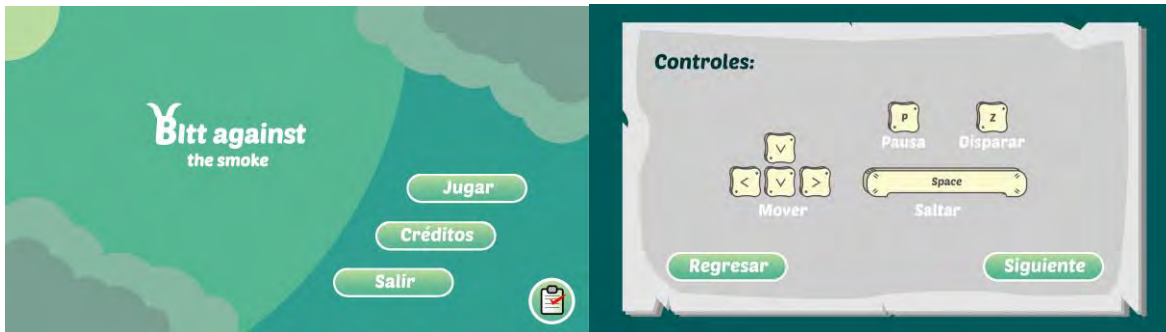 BItt against
the smoke
Jugar
Créditos
Salir
Controles:
P
Z
Pausa
Disparar
Space
Mover
Saltar
Regresar
Siguiente